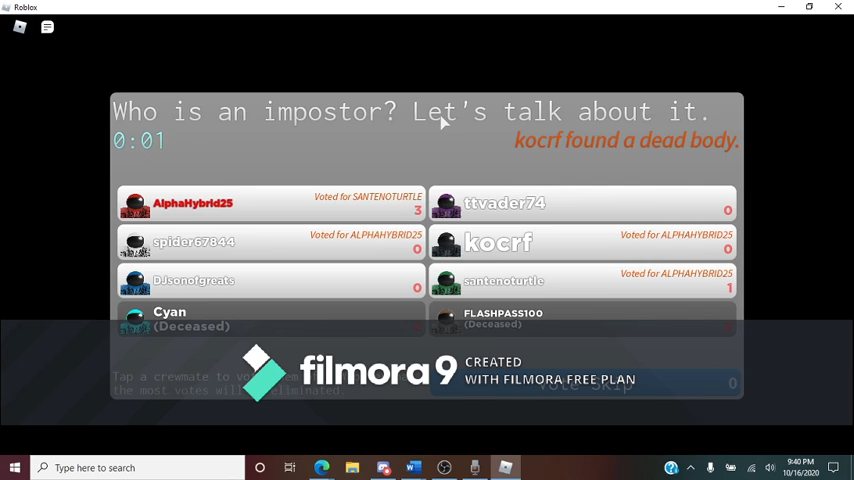 Roblox
Who is an impostor? Let's talk about it.
0:01
kocrf found a dead body.
AlphaHybrid25
Voted for SANTENOTURTLE
3
ttvader74
0
spider67844
Voted for ALPHAHYBRID25
0
kocrf
Voted for ALPHAHYBRID25
0
DJsonofgreats
0
santenoturtle
Voted for ALPHAHYBRID25
1
Cyan
(Deceased)
FLASHPASS100
(Deceased)
filmora9
CREATED
WITH FILMORA FREE PLAN
Tap a crewmate to
the most votes will eliminated.
Vote Skip
0
Type here to search
9:40 PM
10/16/2020